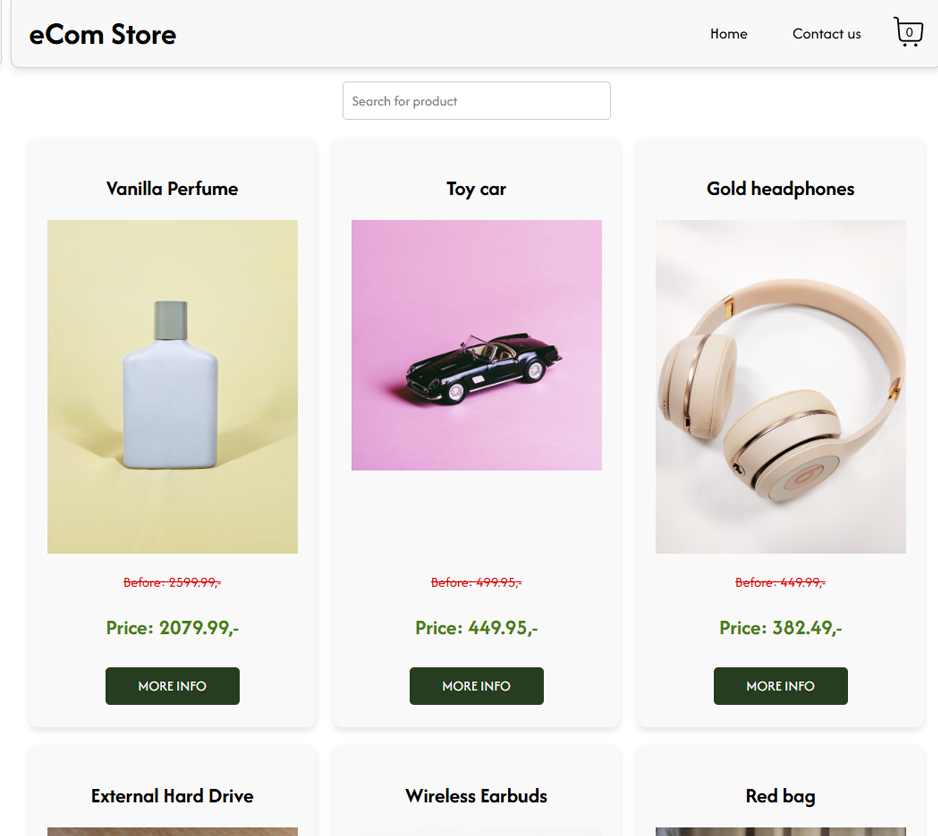 eCom Store
Home
Contact us
0
Search for product
Vanilla Perfume
Toy car
Gold headphones
Before: 2599.99,-
Before: 499.95,-
Before: 449.99,-
Price: 2079.99,-
Price: 449.95,-
Price: 382.49,-
MORE INFO
MORE INFO
MORE INFO
External Hard Drive
Wireless Earbuds
Red bag